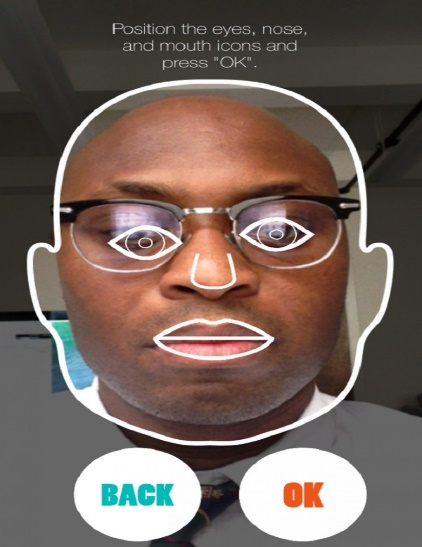 Position the eyes, nose,
and mouth icons and
press "OK".
BACK
OK